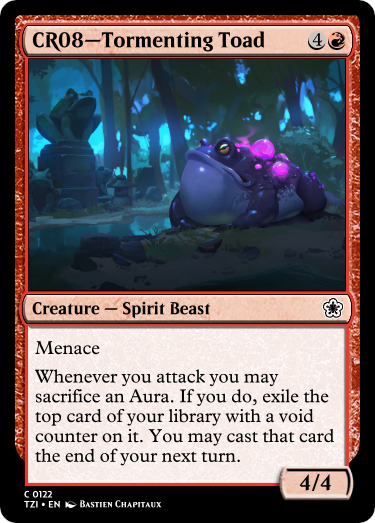 CR08—Tormenting Toad 4
Creature — Spirit Beast
Menace
Whenever you attack you may
sacrifice an Aura. If you do, exile the
top card of your library with a void
counter on it. You may cast that card
the end of your next turn.
4/4
C 0122
TZI • EN Bastien Chapitaux